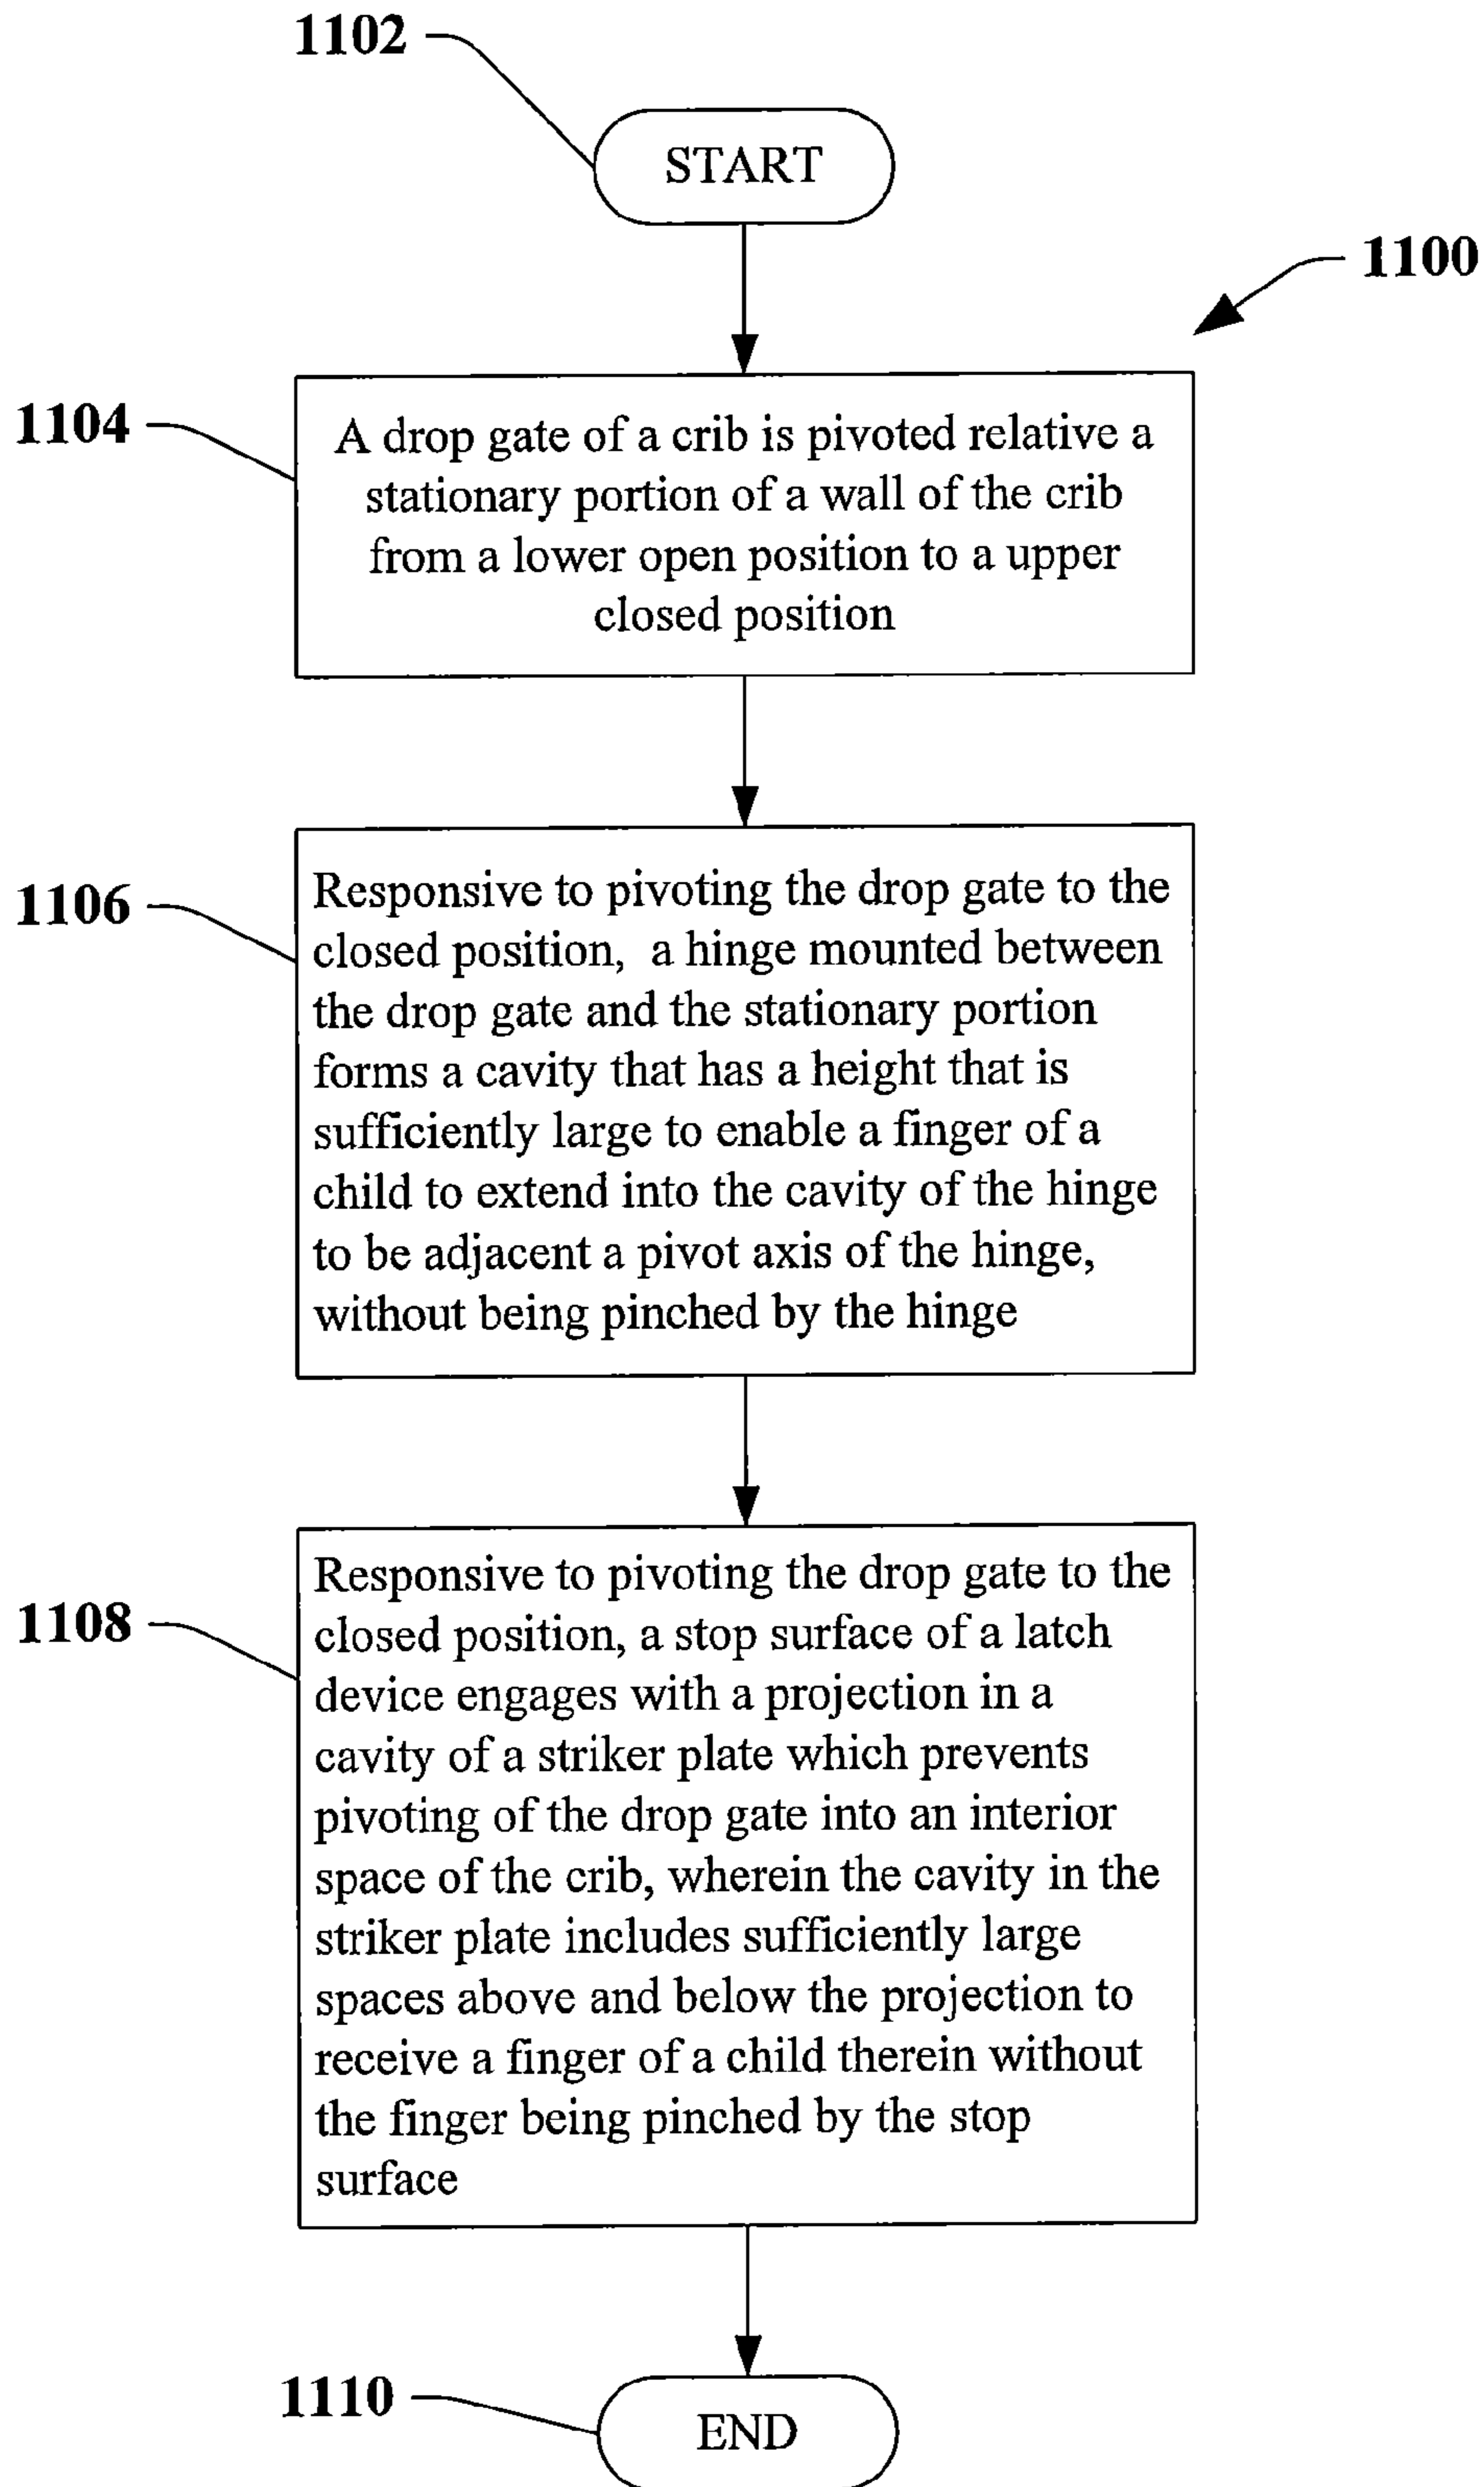 1102
START
1100
1104
A drop gate of a crib is pivoted relative a
stationary portion of a wall of the crib
from a lower open position to a upper
closed position
1106
Responsive to pivoting the drop gate to the
closed position,  a hinge mounted between
the drop gate and the stationary portion
forms a cavity that has a height that is
sufficiently large to enable a finger of a
child to extend into the cavity of the hinge
to be adjacent a pivot axis of the hinge,
without being pinched by the hinge
1108
Responsive to pivoting the drop gate to the
closed position, a stop surface of a latch
device engages with a projection in a
cavity of a striker plate which prevents
pivoting of the drop gate into an interior
space of the crib, wherein the cavity in the
striker plate includes sufficiently large
spaces above and below the projection to
receive a finger of a child therein without
the finger being pinched by the stop
surface
1110
END